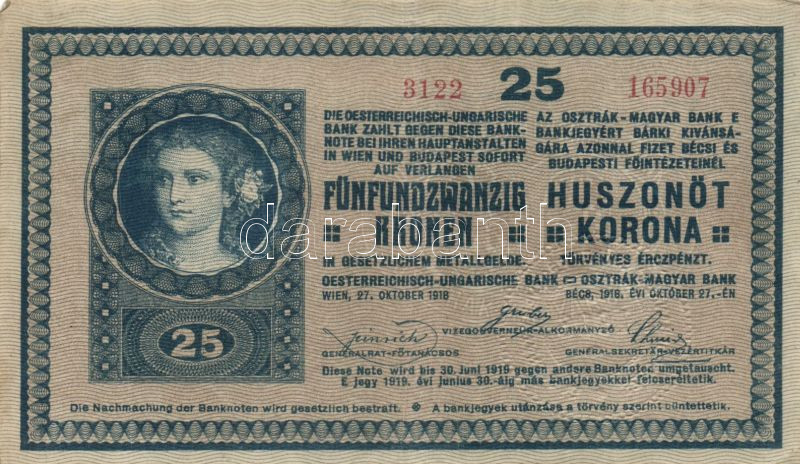 3122 25 165907
DIE OESTERREICHISCH-UNGARISCHE
BANK ZAHLT GEGEN DIESE BANK-
NOTE BEI IHREN HAUPTANSTALTEN
IN WIEN UND BUDAPEST SOFORT
AUF VERLANGEN
FÜNFUNDZWANZIG
KRONEN
IN GESETZLICHEM METALLGELDE.
OESTERREICHISCH-UNGARISCHE BANK
WIEN, 27. OKTOBER 1918
AZ OSZTRÁK-MAGYAR BANK E
BANKJEGYÉRT BÁRKI KIVÁNSÁ-
GÁRA AZONNAL FIZET BÉCSI ÉS
BUDAPESTI FŐINTÉZETEINÉL
HUSZONÖT
KORONA
TÖRVÉNYES ÉRCZPÉNZT.
OSZTRÁK-MAGYAR BANK
BÉCS, 1918. ÉVI OKTÓBER 27.-ÉN
darabanth
25
Gruber
VIZEGOUVERNEUR-ALKORMÁNYZÓ
GENERALRAT-FŐTANÁCSOS
GENERALSEKRETÄR-VEZÉRTITKÁR
Diese Note wird bis 30. Juni 1919 gegen andere Banknoten umgetauscht.
E jegy 1919. évi junius 30.-áig más bankjegyekkel felcseréltetik.
Die Nachmachung der Banknoten wird gesetzlich bestraft. A bankjegyek utánzása a törvény szerint büntettetik.